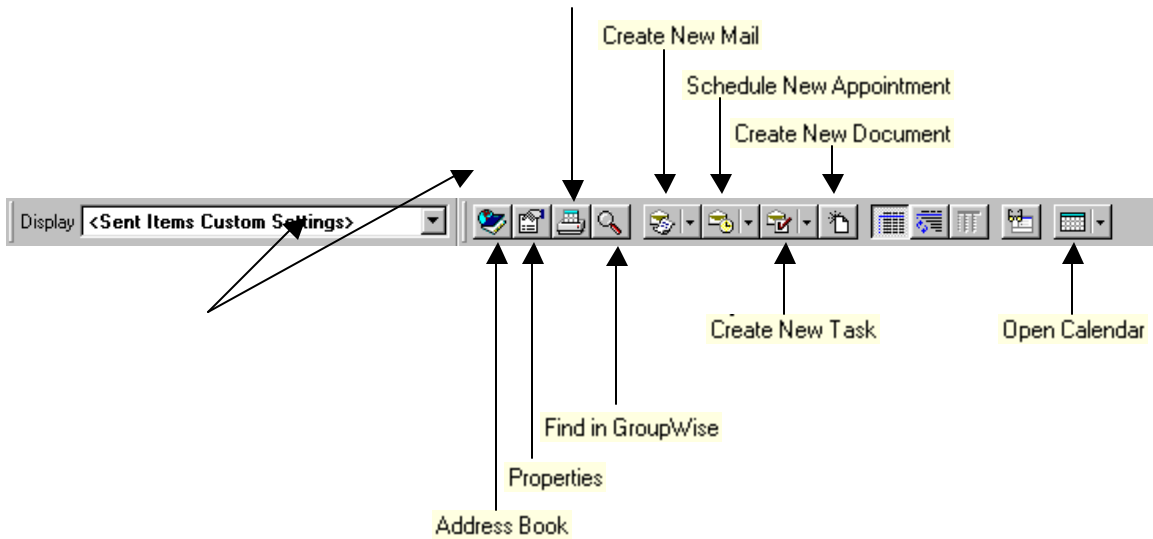 Create New Mail
Schedule New Appointment
Create New Document
Display <Sent Items Custom Settings>
Create New Task
Open Calendar
Find in GroupWise
Properties
Address Book